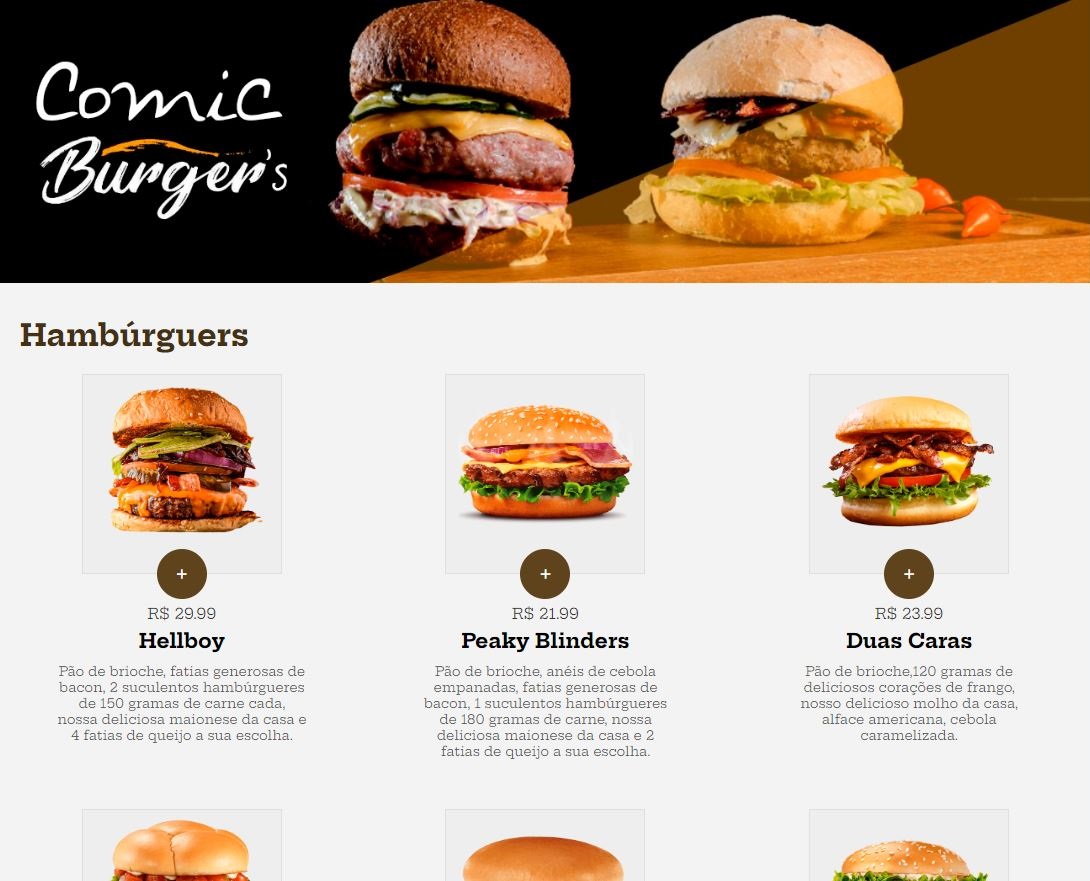 Comic
Burger's
Hambúrguers
+
R$ 29.99
Hellboy
Pão de brioche, fatias generosas de
bacon, 2 suculentos hambúrgueres
de 150 gramas de carne cada,
nossa deliciosa maionese da casa e
4 fatias de queijo a sua escolha.
+
R$ 21.99
Peaky Blinders
Pão de brioche, anéis de cebola
empanadas, fatias generosas de
bacon, 1 suculentos hambúrgueres
de 180 gramas de carne, nossa
deliciosa maionese da casa e 2
fatias de queijo a sua escolha.
+
R$ 23.99
Duas Caras
Pão de brioche,120 gramas de
deliciosos corações de frango,
nosso delicioso molho da casa,
alface americana, cebola
caramelizada.